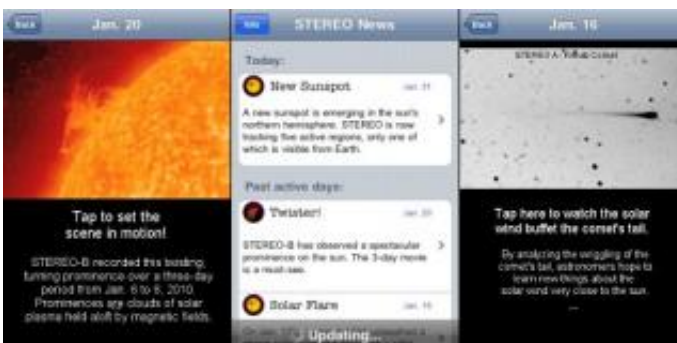 Back
Jan. 20
Tap to set the
scene in motion!
STEREO-B recorded this twisting,
turning prominence over a three-day
period from Jan. 6 to 8, 2010.
Prominences are clouds of solar
plasma held aloft by magnetic fields.
STEREO News
Today:
New Sunspot
Jan. 21
A new sunspot is emerging in the sun's
northern hemisphere. STEREO is now
tracking five active regions, only one of
which is visible from Earth.
Past active days:
Twister!
Jan. 20
STEREO-B has observed a spectacular
prominence on the sun. The 3-day movie
is a must-see.
Solar Flare
Jan.
Updating...
Back
Jan. 16
STEREO A: Comet
Tap here to watch the solar
wind buffet the comet's tail.
By analyzing the wriggling of the
comet's tail, astronomers hope to
learn new things about the
solar wind very close to the sun.